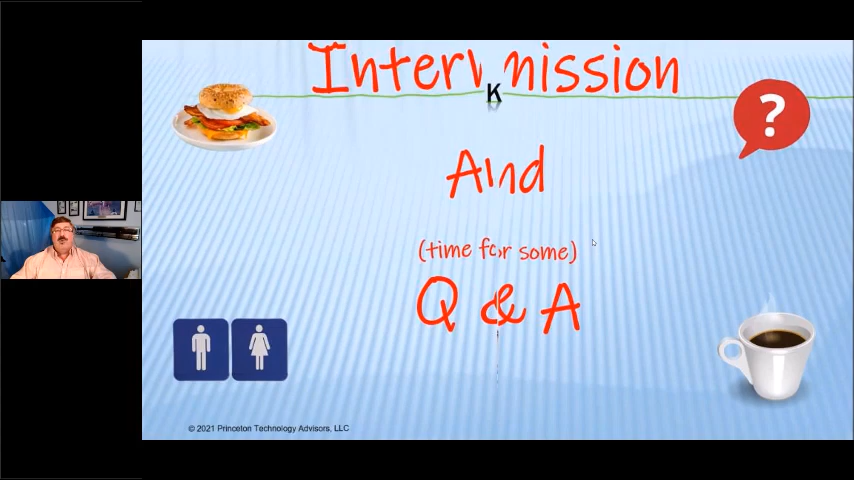 Intermission
K
?
And
(time for some)
Q & A
© 2021 Princeton Technology Advisors, LLC